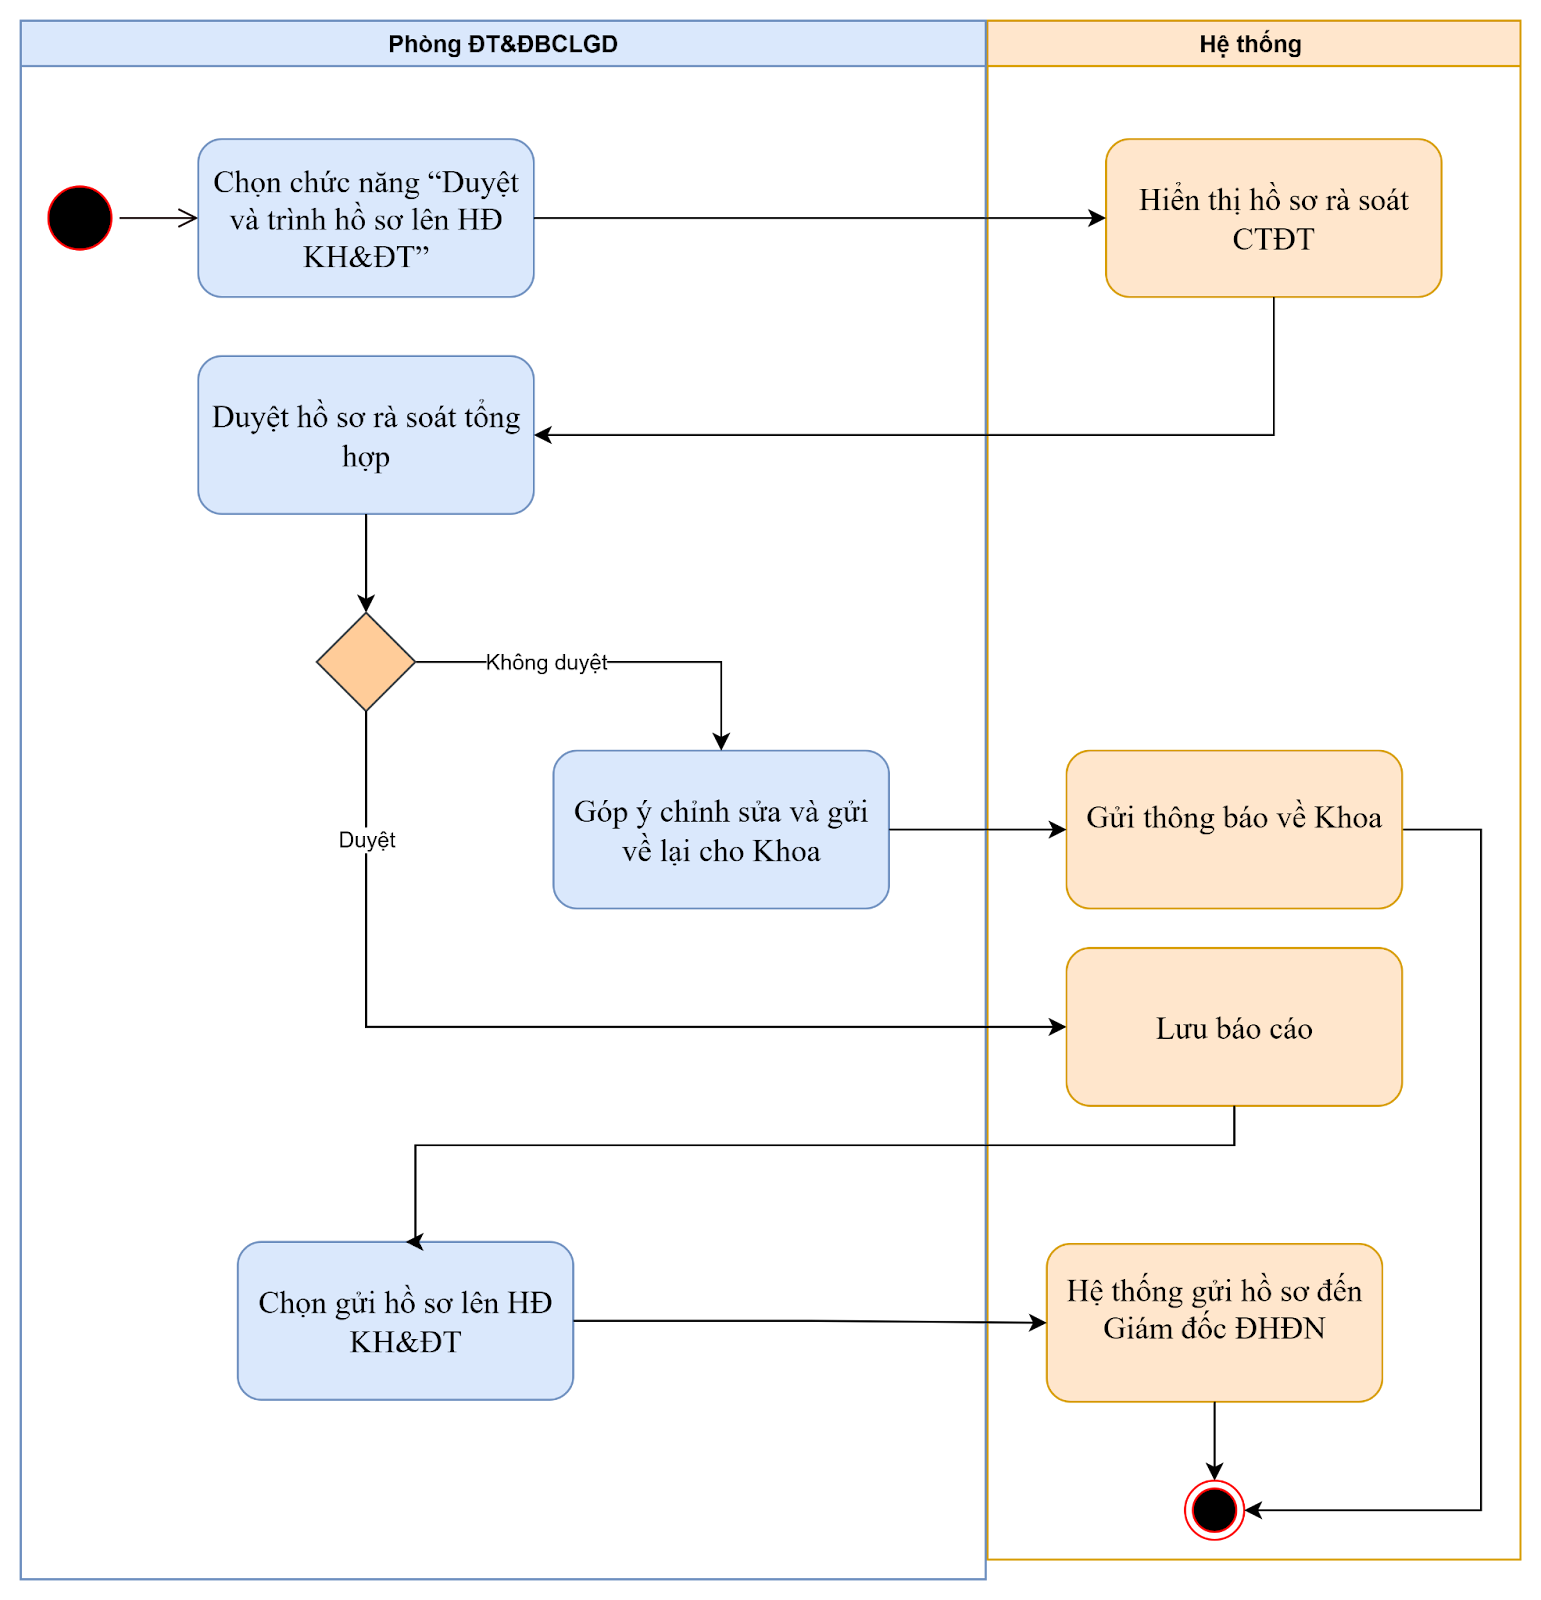 Phòng ĐT&ĐBCLGD
Hệ thống
Chọn chức năng “Duyệt
và trình hồ sơ lên HĐ
KH&ĐT”
Hiển thị hồ sơ rà soát
CTĐT
Duyệt hồ sơ rà soát tổng
hợp
Không duyệt
Góp ý chỉnh sửa và gửi
về lại cho Khoa
Gửi thông báo về Khoa
Duyệt
Lưu báo cáo
Chọn gửi hồ sơ lên HĐ
KH&ĐT
Hệ thống gửi hồ sơ đến
Giám đốc ĐHĐN